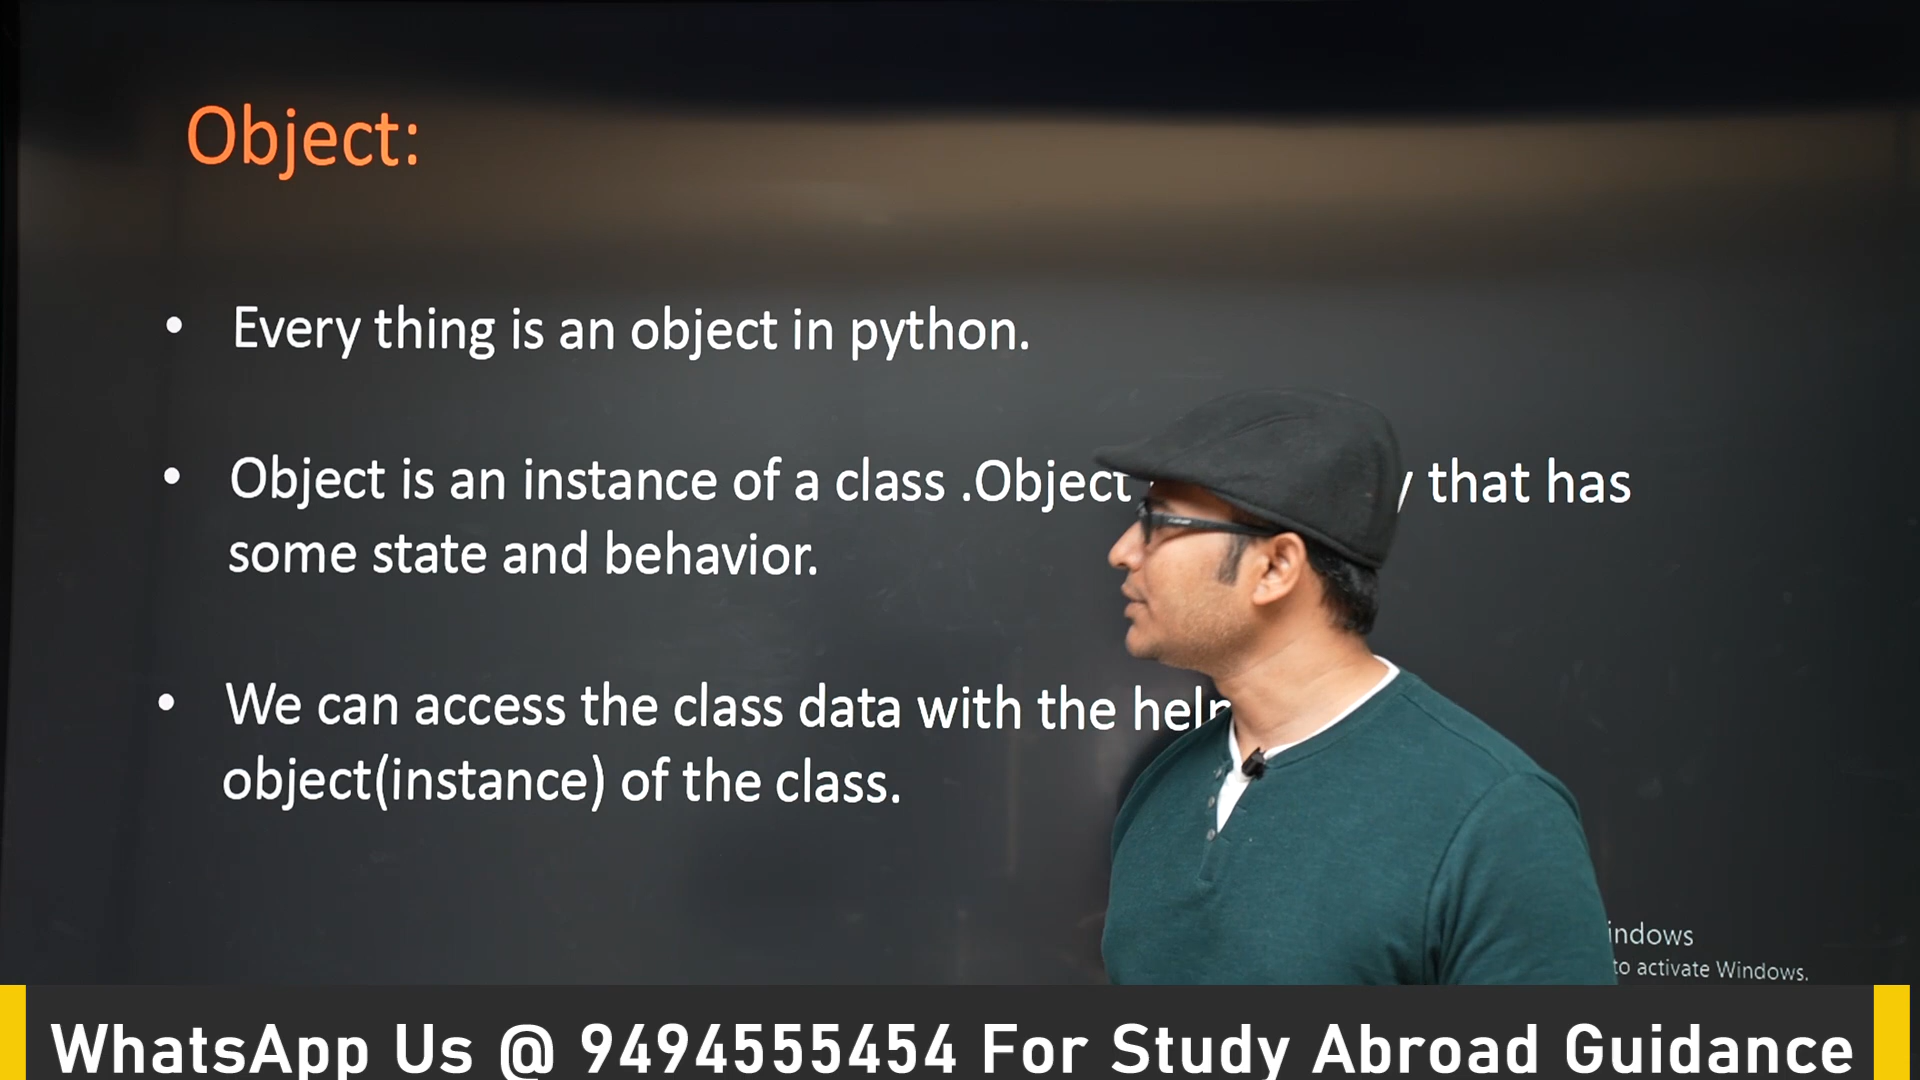 Object:
• Every thing is an object in python.
• Object is an instance of a class .Object that has
some state and behavior.
• We can access the class data with the
object(instance) of the class.
indows
to activate Windows.
WhatsApp Us @ 9494555454 For Study Abroad Guidance